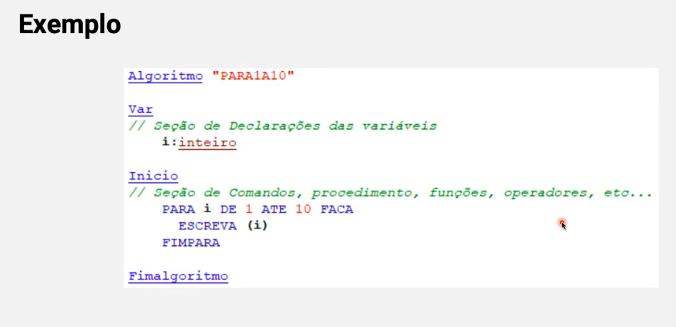 Exemplo
Algoritmo "PARA1A10"
Var
// Seção de Declarações das variáveis
i:inteiro
Inicio
// Seção de Comandos, procedimento, funções, operadores, etc...
PARA i DE 1 ATE 10 FACA
ESCREVA (i)
FIMPARA
Fimalgoritmo